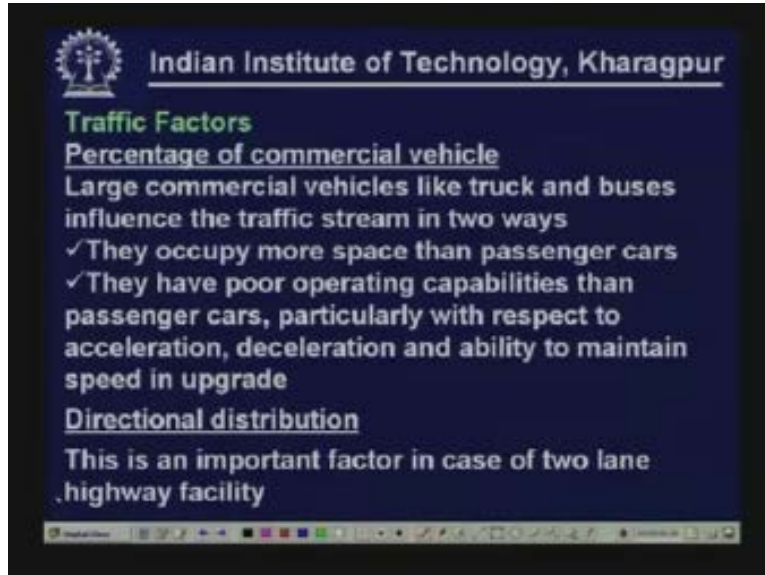 Indian Institute of Technology, Kharagpur
Traffic Factors
Percentage of commercial vehicle
Large commercial vehicles like truck and buses
influence the traffic stream in two ways
✓They occupy more space than passenger cars
✓They have poor operating capabilities than
passenger cars, particularly with respect to
acceleration, deceleration and ability to maintain
speed in upgrade
Directional distribution
This is an important factor in case of two lane
highway facility